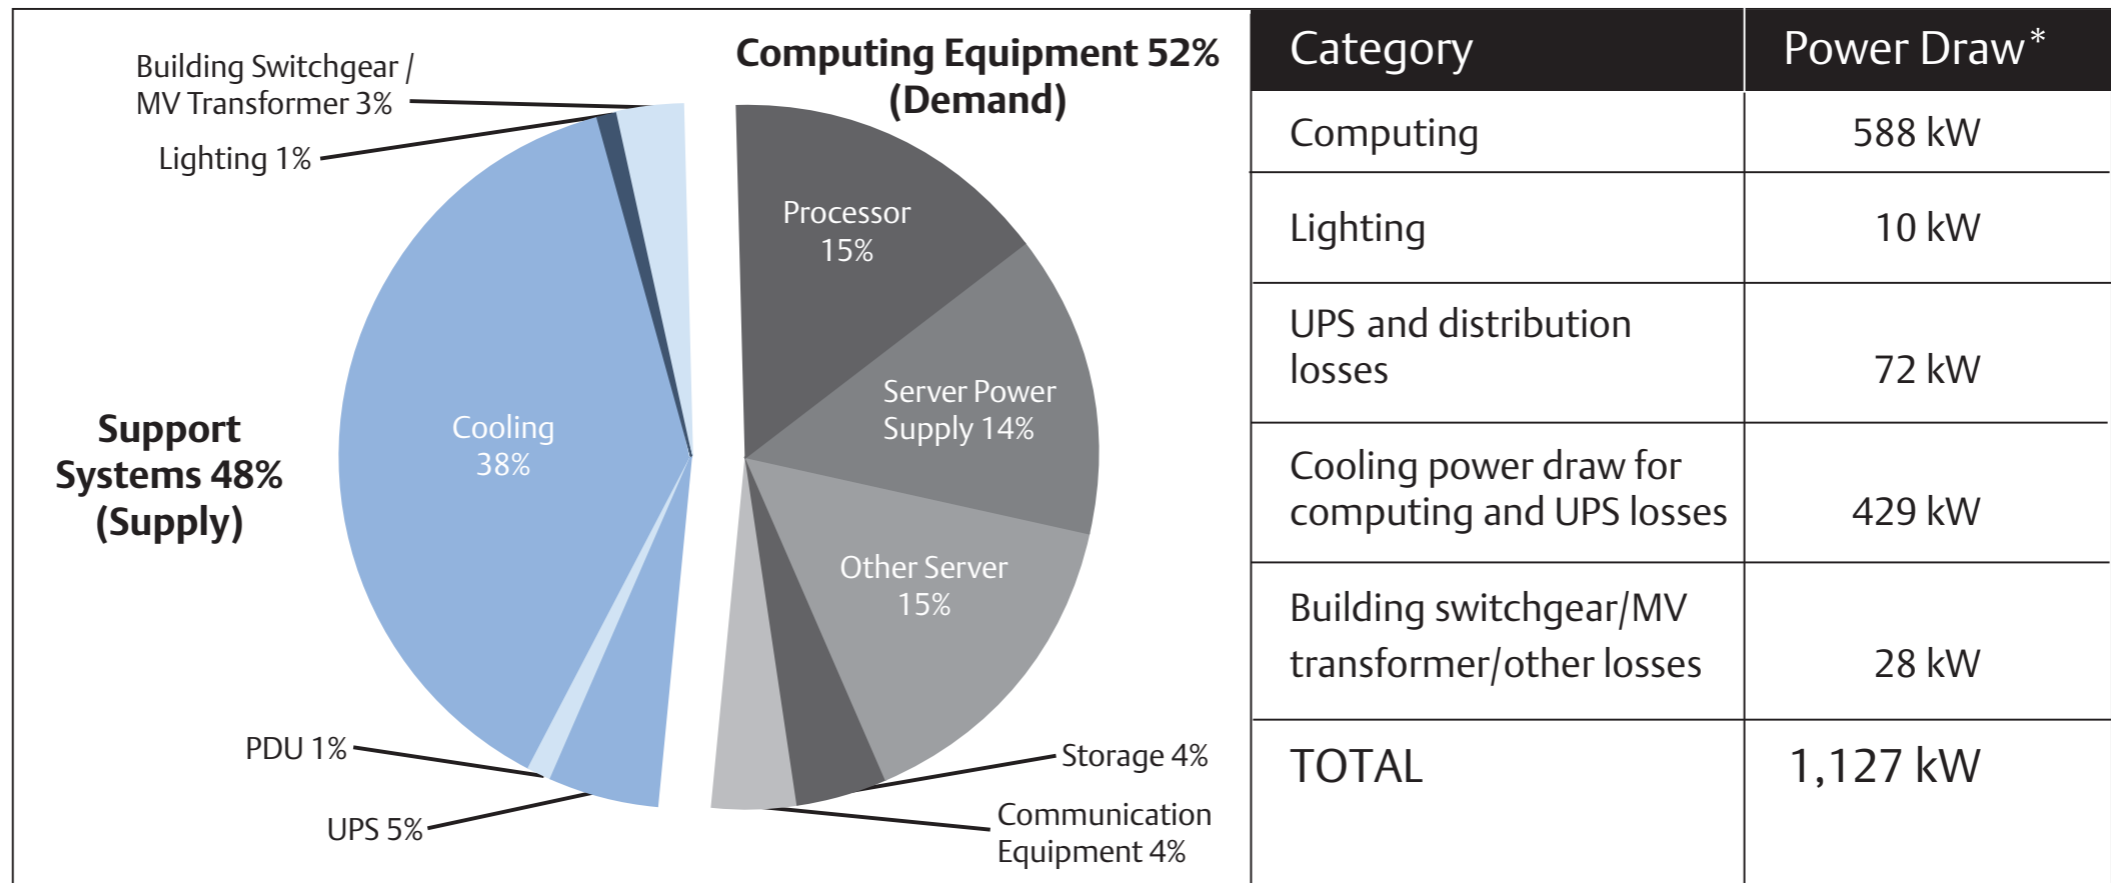 Building Switchgear /
MV Transformer 3%
Lighting 1%
Computing Equipment 52%
(Demand)
Processor
15%
Server Power
Supply 14%
Other Server
15%
Cooling
38%
Support
Systems 48%
(Supply)
PDU 1%
UPS 5%
Storage 4%
Communication
Equipment 4%
Category Power Draw*
Computing 588 kW
Lighting 10 kW
UPS and distribution
losses 72 kW
Cooling power draw for
computing and UPS losses 429 kW
Building switchgear/MV
transformer/other losses 28 kW
TOTAL 1,127 kW